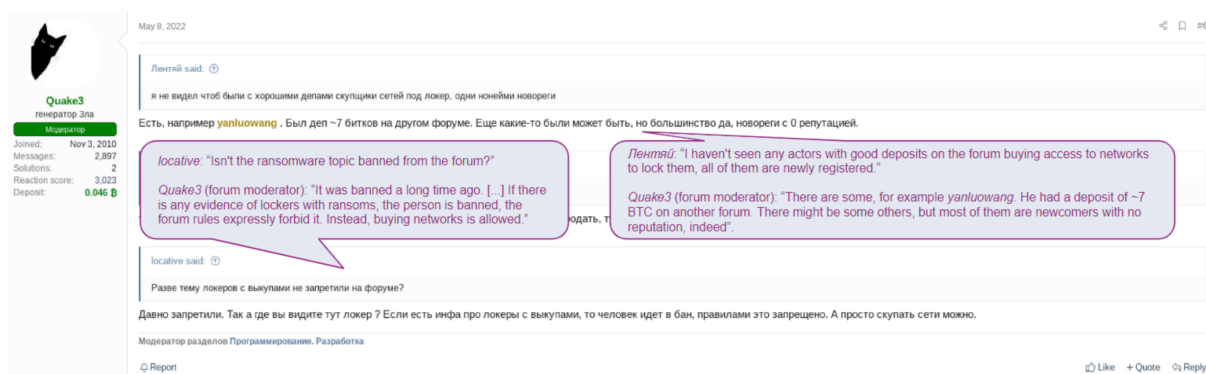 May 8, 2022
#6
Quake3
генератор Зла
Модератор
Joined: Nov 3, 2010
Messages: 2,897
Solutions: 2
Reaction score: 3,023
Deposit: 0.046 ₿
Лентяй said:
я не видел чтоб были с хорошими депами скупщики сетей под локер, одни нонейми новореги
Есть, например yanluowang . Был деп ~7 битков на другом форуме. Еще какие-то были может быть, но большинство да, новореги с 0 репутацией.
locative: “Isn't the ransomware topic banned from the forum?”
Quake3 (forum moderator): “It was banned a long time ago. [...] If there
is any evidence of lockers with ransoms, the person is banned, the
forum rules expressly forbid it. Instead, buying networks is allowed.”
Лентяй: “I haven't seen any actors with good deposits on the forum buying access to networks
to lock them, all of them are newly registered.“
Quake3 (forum moderator): “There are some, for example yanluowang. He had a deposit of ~7
BTC on another forum. There might be some others, but most of them are newcomers with no
reputation, indeed”.
locative said:
Разве тему локеров с выкупами не запретили на форуме?
Давно запретили. Так а где вы видите тут локер ? Если есть инфа про локеры с выкупами, то человек идет в бан, правилами это запрещено. А просто скупать сети можно.
Модератор разделов Программирование. Разработка
Report
Like + Quote Reply